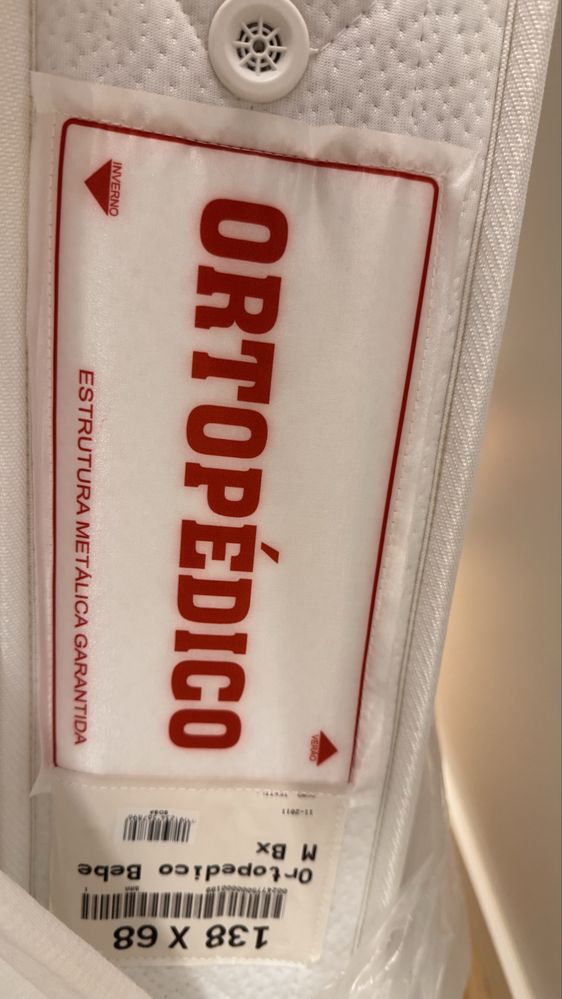 INVERNO
ORTOPÉDICO
ESTRUTURA METÁLICA GARANTIDA
VERÃO
138 X 68
Ortopedico Bebe
M Bx
11-2011